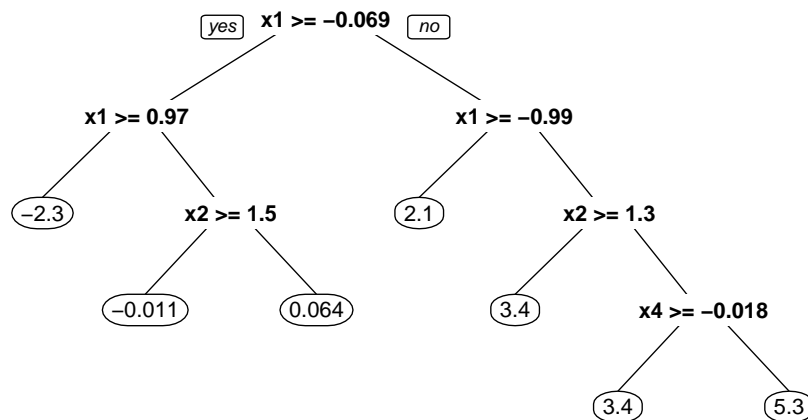 yes x1 >= −0.069 no
x1 >= 0.97 x1 >= −0.99
−2.3 x2 >= 1.5 2.1 x2 >= 1.3
−0.011 0.064 3.4 x4 >= −0.018
3.4 5.3